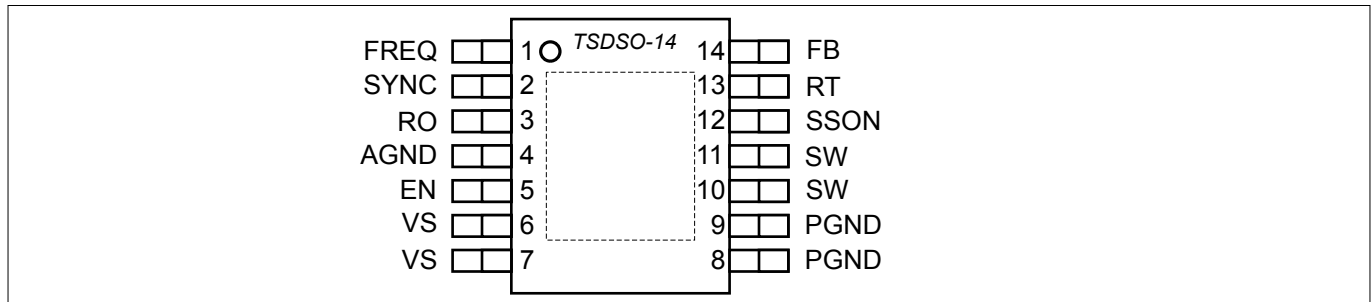 FREQ 1 TSDSO-14 14 FB
SYNC 2 13 RT
RO 3 12 SSON
AGND 4 11 SW
EN 5 10 SW
VS 6 9 PGND
VS 7 8 PGND